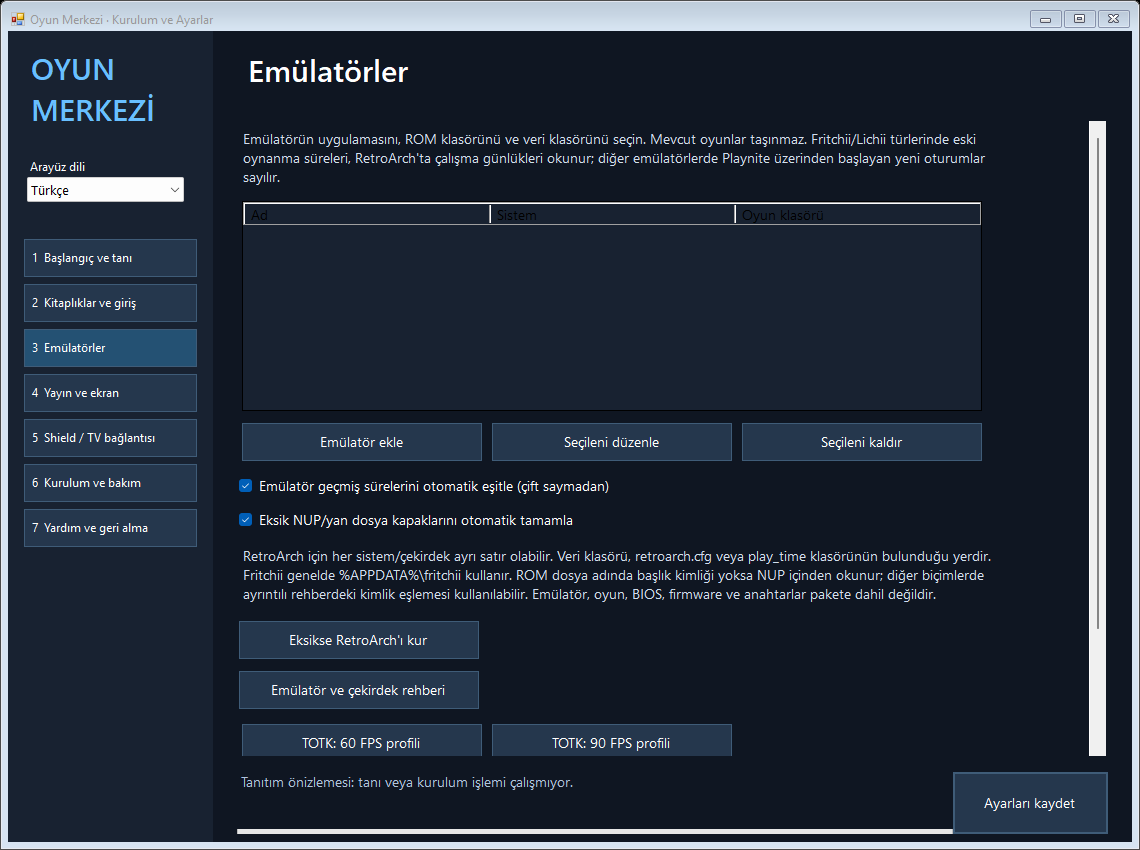 Oyun Merkezi · Kurulum ve Ayarlar
OYUN
MERKEZİ
Arayüz dili
Türkçe
1 Başlangıç ve tanı
2 Kitaplıklar ve giriş
3 Emülatörler
4 Yayın ve ekran
5 Shield / TV bağlantısı
6 Kurulum ve bakım
7 Yardım ve geri alma
Emülatörler
Emülatörün uygulamasını, ROM klasörünü ve veri klasörünü seçin. Mevcut oyunlar taşınmaz. Fritchii/Lichii türlerinde eski
oynanma süreleri, RetroArch'ta çalışma günlükleri okunur; diğer emülatörlerde Playnite üzerinden başlayan yeni oturumlar
sayılır.
Ad Sistem Oyun klasörü
Emülatör ekle Seçileni düzenle Seçileni kaldır
Emülatör geçmiş sürelerini otomatik eşitle (çift saymadan)
Eksik NUP/yan dosya kapaklarını otomatik tamamla
RetroArch için her sistem/çekirdek ayrı satır olabilir. Veri klasörü, retroarch.cfg veya play_time klasörünün bulunduğu yerdir.
Fritchii genelde %APPDATA%\fritchii kullanır. ROM dosya adında başlık kimliği yoksa NUP içinden okunur; diğer biçimlerde
ayrıntılı rehberdeki kimlik eşlemesi kullanılabilir. Emülatör, oyun, BIOS, firmware ve anahtarlar pakete dahil değildir.
Eksikse RetroArch'ı kur
Emülatör ve çekirdek rehberi
TOTK: 60 FPS profili TOTK: 90 FPS profili
Tanıtım önizlemesi: tanı veya kurulum işlemi çalışmıyor.
Ayarları kaydet